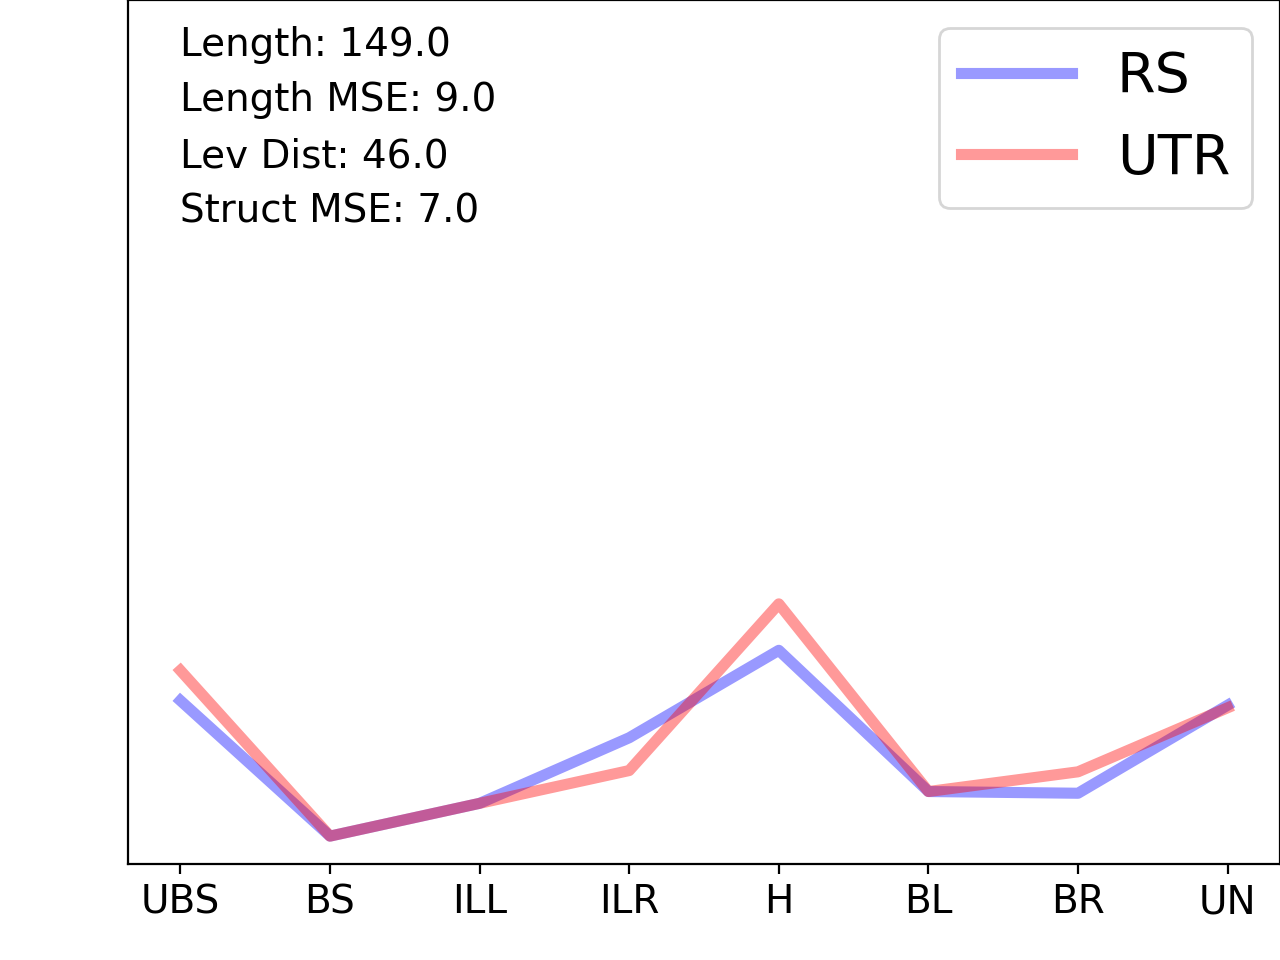 Length: 149.0
Length MSE: 9.0
Lev Dist: 46.0
Struct MSE: 7.0
RS
UTR
UBS BS ILL ILR H BL BR UN